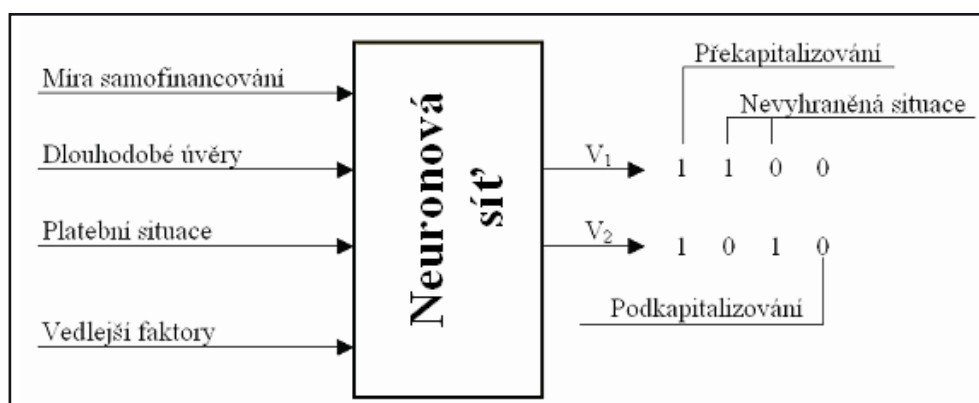 Překapitalizování
Míra samofinancování
Nevyhraněná situace
Dlouhodobé úvěry
Neuronová
síť
V1
1 1 0 0
Platební situace
V2
1 0 1 0
Podkapitalizování
Vedlejší faktory